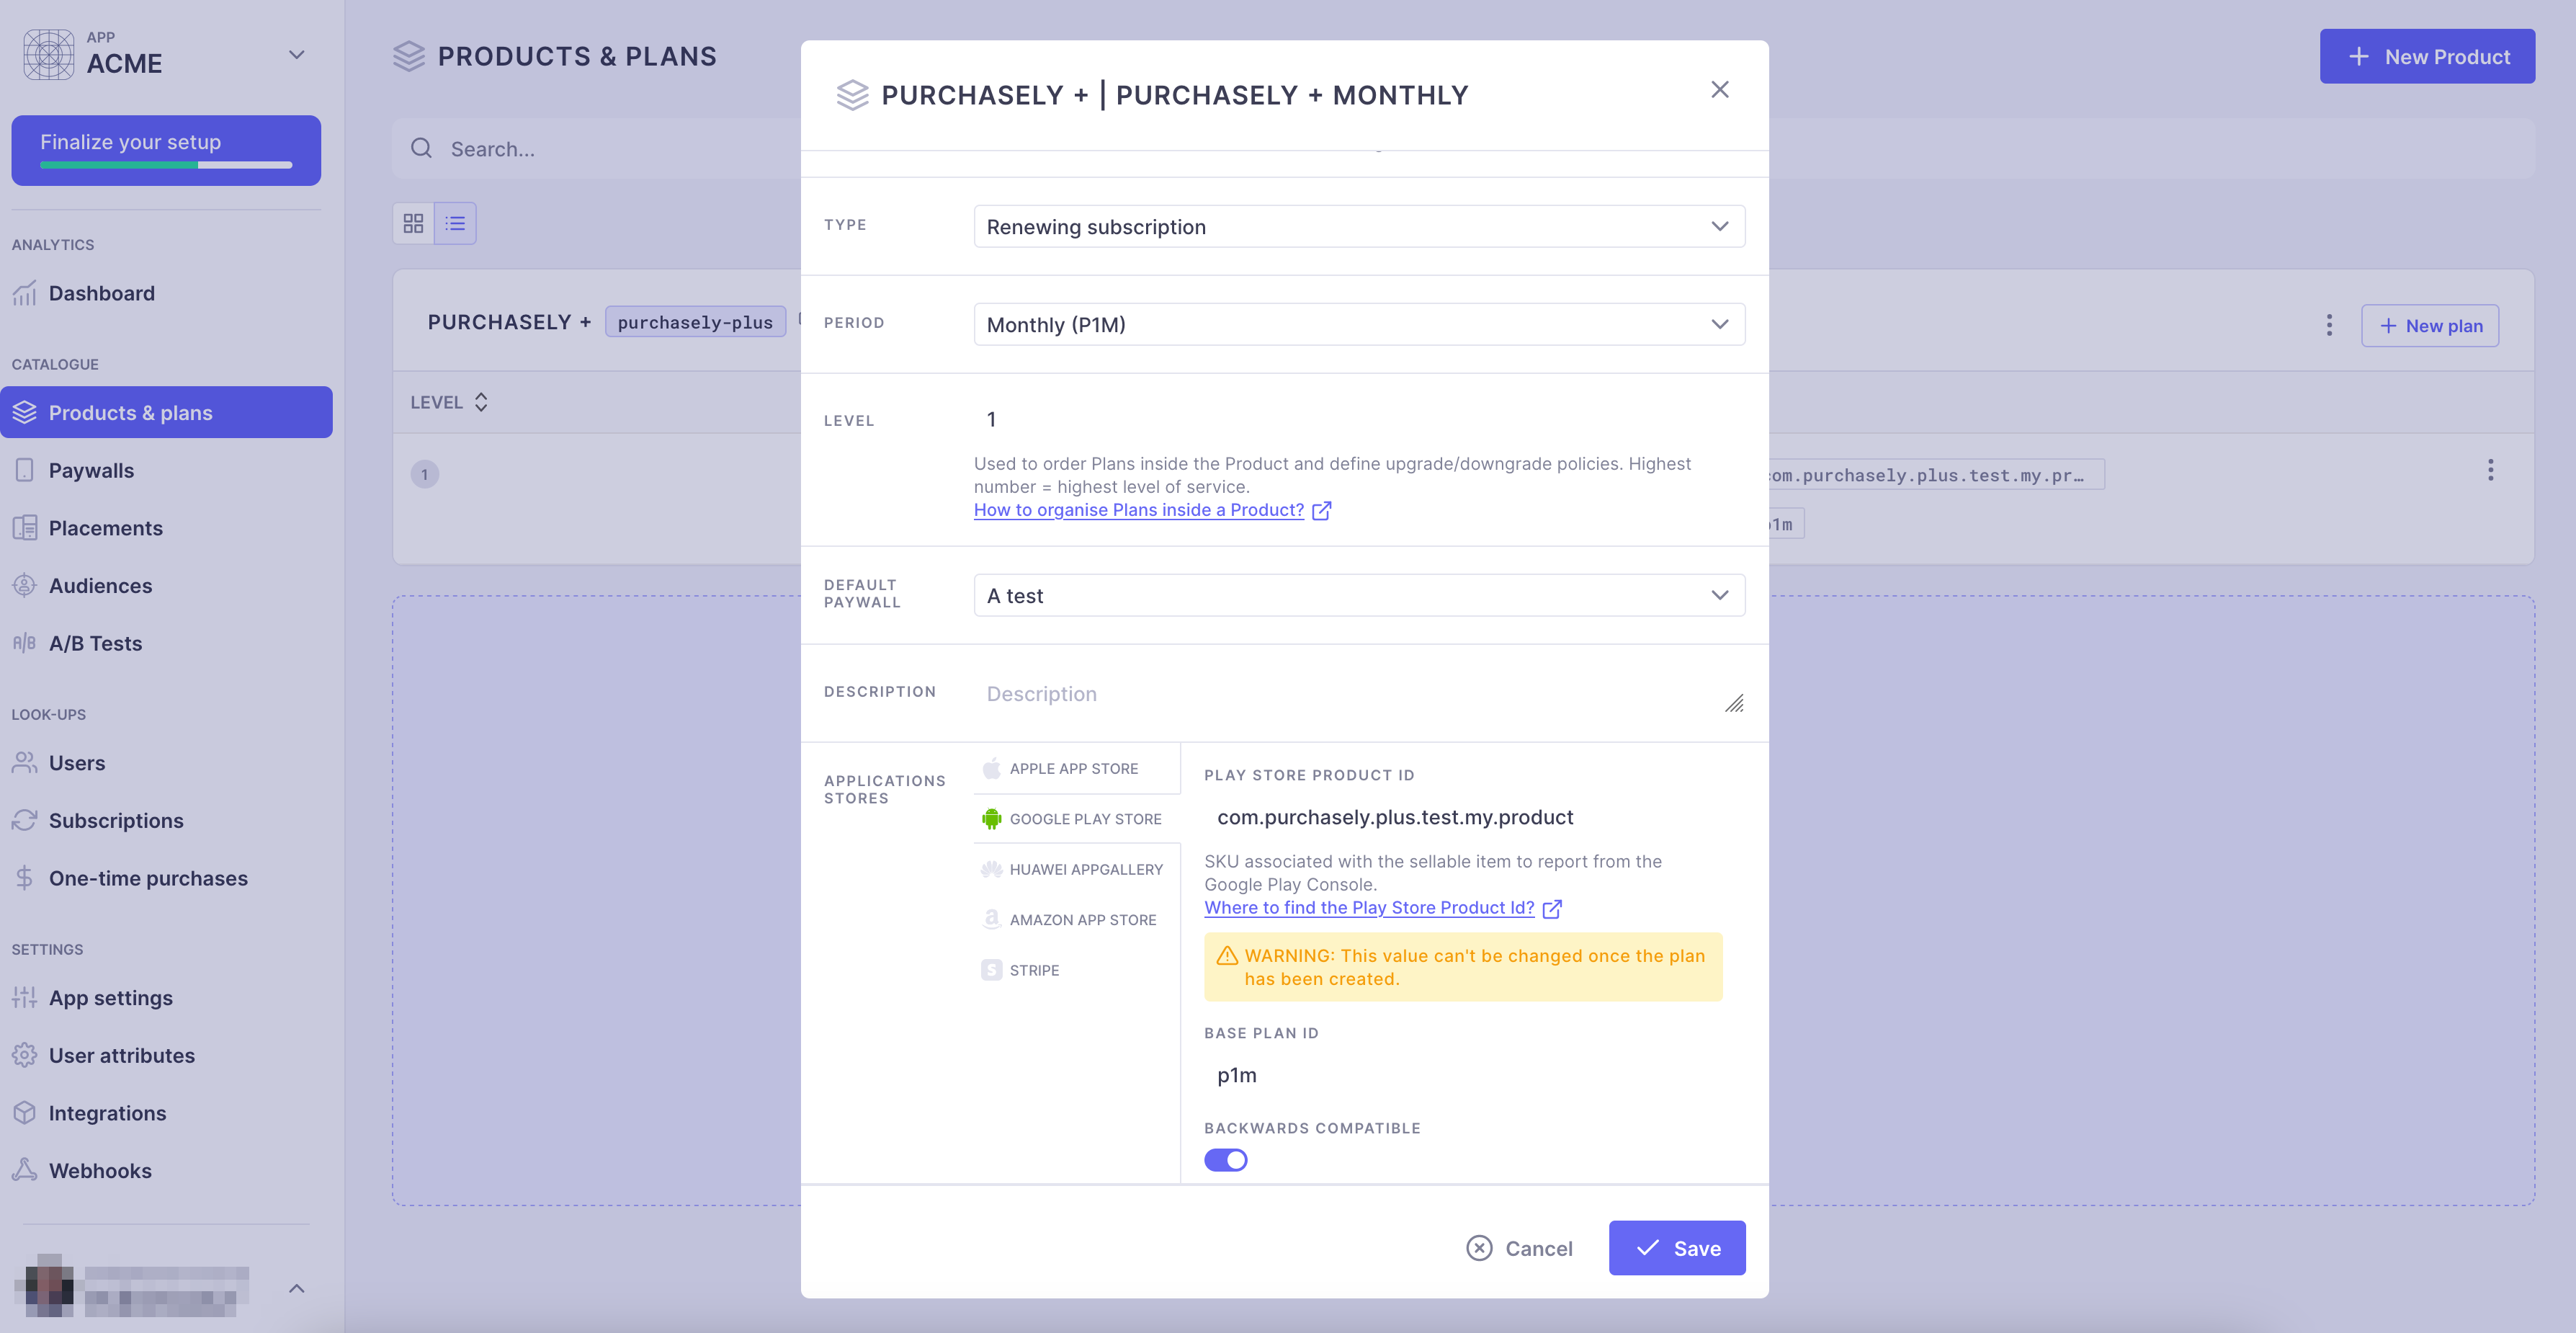 APP
ACME
Finalize your setup
ANALYTICS
Dashboard
CATALOGUE
Products & plans
Paywalls
Placements
Audiences
A/B Tests
LOOK-UPS
Users
Subscriptions
One-time purchases
SETTINGS
App settings
User attributes
Integrations
Webhooks
PRODUCTS & PLANS
New Product
Search...
PURCHASELY +
purchasely-plus
New plan
LEVEL
1
com.purchasely.plus.test.my.pr…
p1m
PURCHASELY + | PURCHASELY + MONTHLY
TYPE
Renewing subscription
PERIOD
Monthly (P1M)
LEVEL
1
Used to order Plans inside the Product and define upgrade/downgrade policies. Highest
number = highest level of service.
How to organise Plans inside a Product?
DEFAULT
PAYWALL
A test
DESCRIPTION
Description
APPLICATIONS
STORES
APPLE APP STORE
GOOGLE PLAY STORE
HUAWEI APPGALLERY
AMAZON APP STORE
STRIPE
PLAY STORE PRODUCT ID
com.purchasely.plus.test.my.product
SKU associated with the sellable item to report from the
Google Play Console.
Where to find the Play Store Product Id?
WARNING: This value can't be changed once the plan
has been created.
BASE PLAN ID
p1m
BACKWARDS COMPATIBLE
Cancel
Save